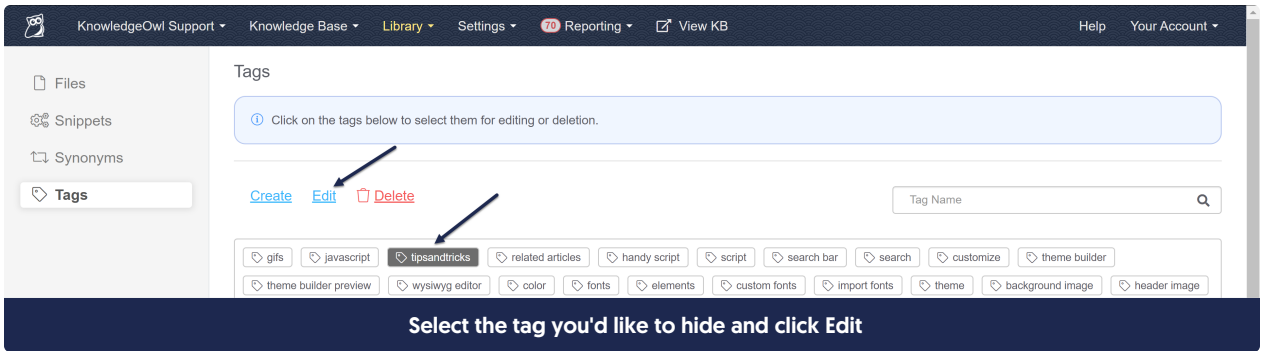 KnowledgeOwl Support Knowledge Base Library Settings 70 Reporting View KB Help Your Account
Files
Snippets
Synonyms
Tags
Tags
Click on the tags below to select them for editing or deletion.
Create Edit Delete
Tag Name
gifs javascript tipsandtricks related articles handy script script search bar search customize theme builder
theme builder preview wysiwyg editor color fonts elements custom fonts import fonts theme background image header image
Select the tag you'd like to hide and click Edit